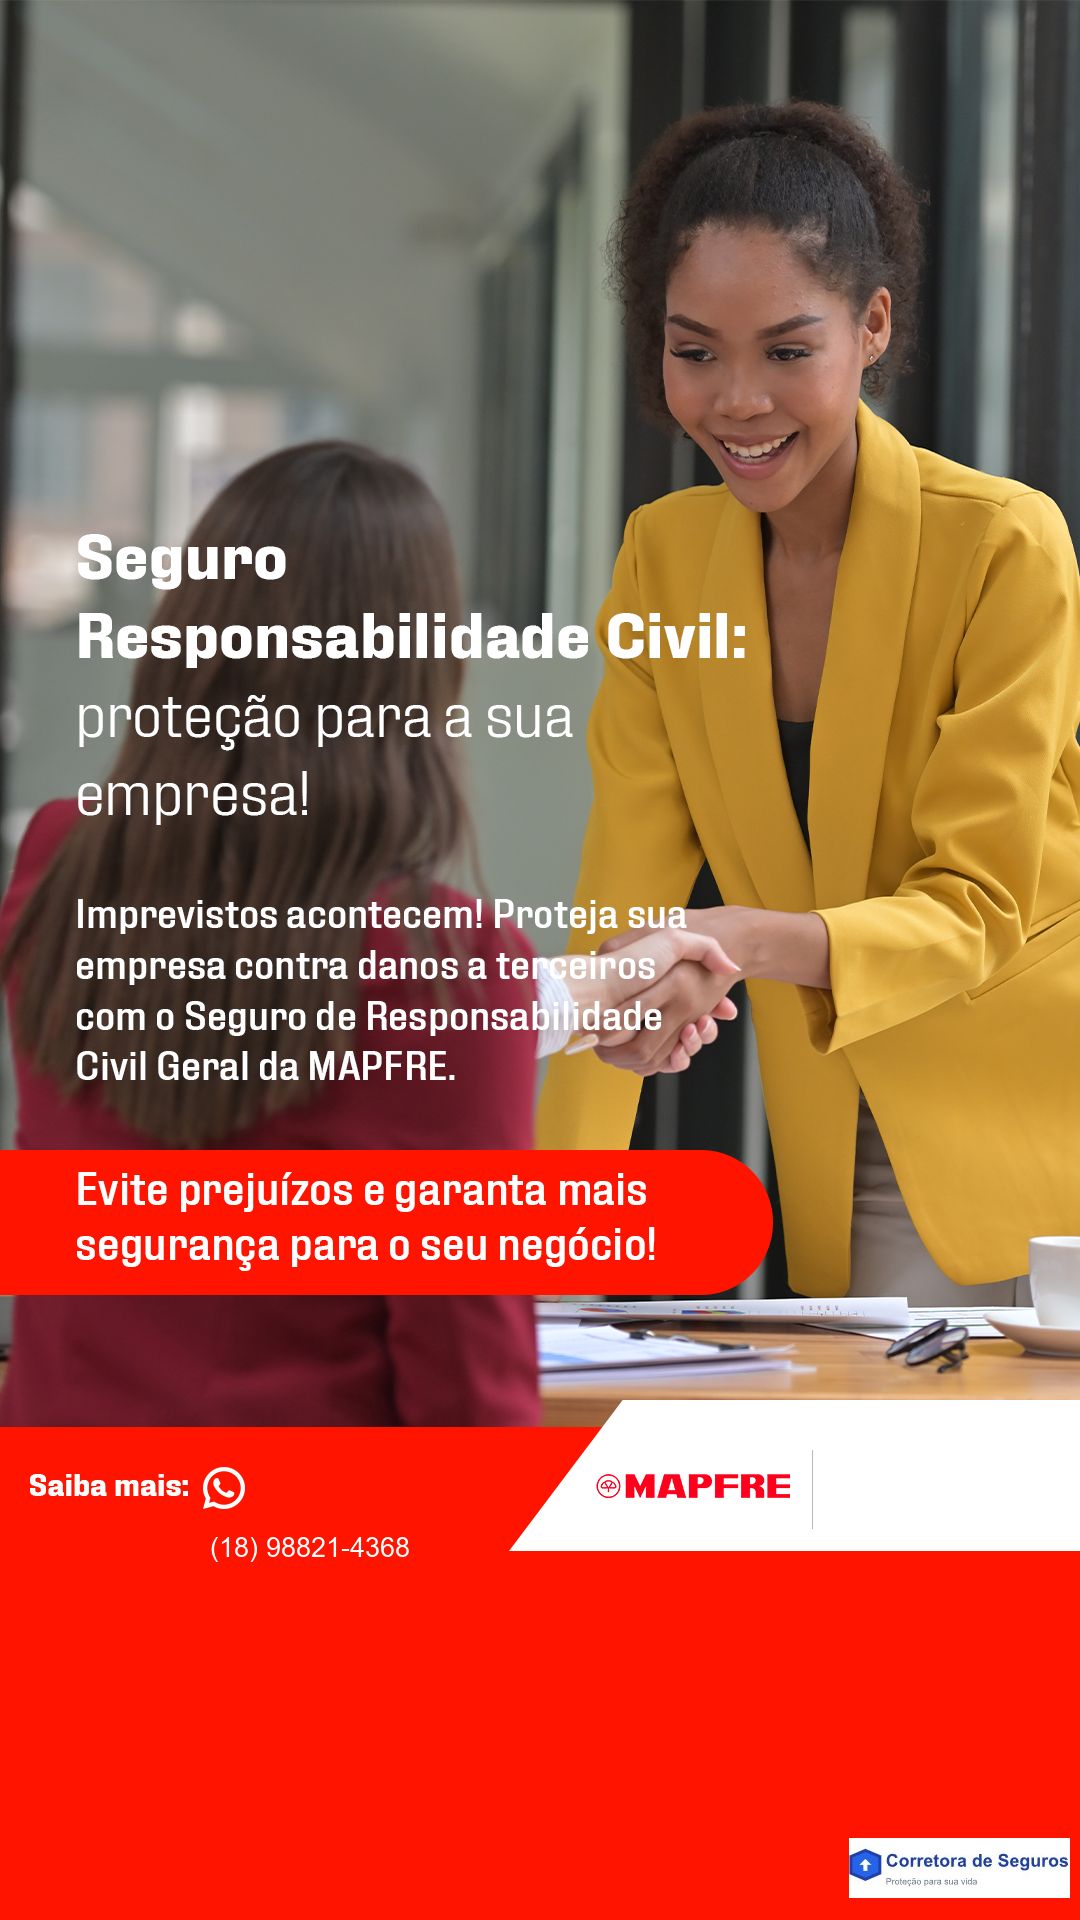 Seguro
Responsabilidade Civil:
proteção para a sua
empresa!
Imprevistos acontecem! Proteja sua
empresa contra danos a terceiros
com o Seguro de Responsabilidade
Civil Geral da MAPFRE.
Evite prejuízos e garanta mais
segurança para o seu negócio!
Saiba mais:
(18) 98821-4368
MAPFRE
Corretora de Seguros
Proteção para sua vida